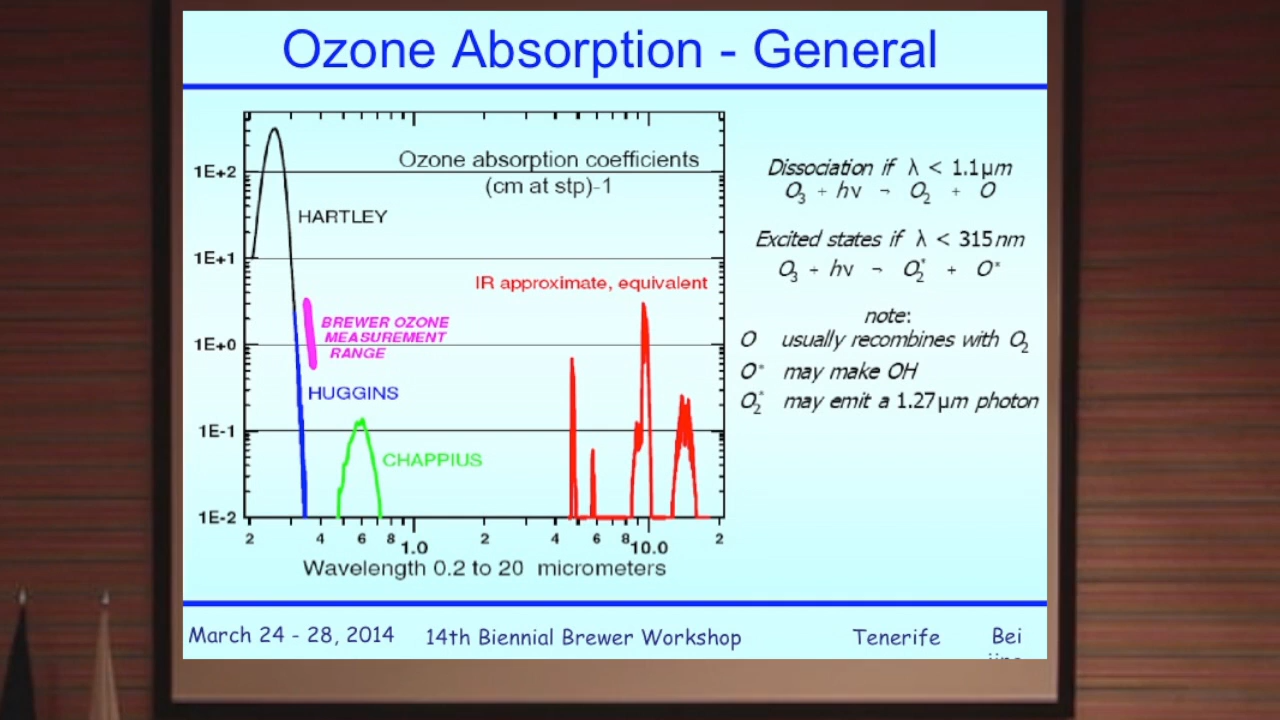 Ozone Absorption - General
Ozone absorption coefficients
(cm at stp)-1
1E+2
HARTLEY
1E+1
IR approximate, equivalent
BREWER OZONE
MEASUREMENT
RANGE
1E+0
HUGGINS
1E-1
CHAPPIUS
1E-2
2 4 6 8 1.0 2 4 6 8 10.0 2
Wavelength 0.2 to 20 micrometers
Dissociation if λ < 1.1μm
O₃ + hν ¬ O₂ + O
Excited states if λ < 315nm
O₃ + hν ¬ O₂* + O*
note:
O usually recombines with O₂
O* may make OH
O₂* may emit a 1.27μm photon
March 24 - 28, 2014 14th Biennial Brewer Workshop Tenerife Bei